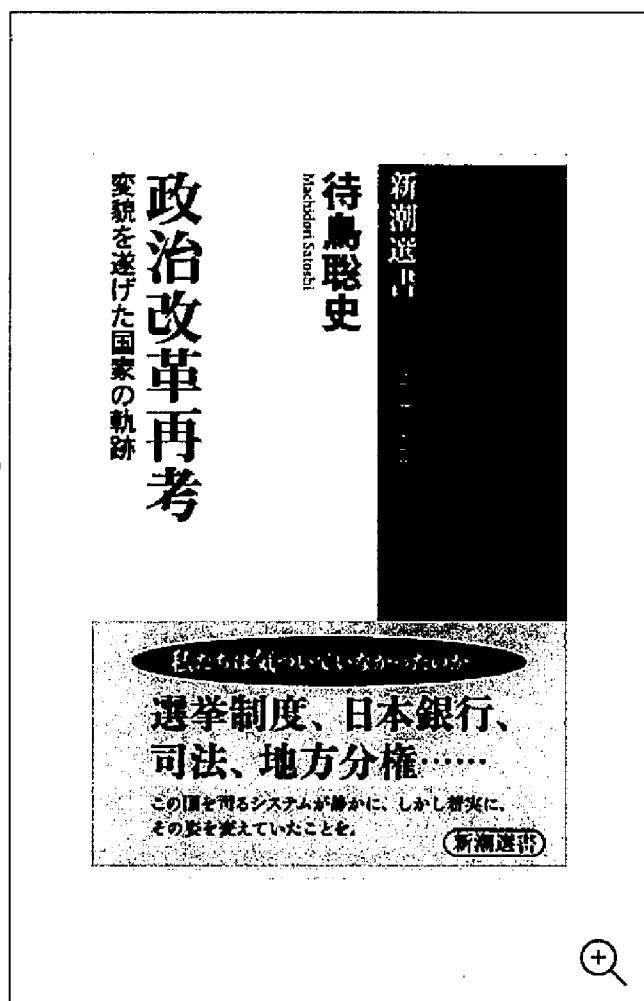 新潮選書
待鳥聡史
Machidori Satoshi
政治改革再考
変貌を遂げた国家の軌跡
私たちは気づいていなかったのか
選挙制度、日本銀行、
司法、地方分権……
この国を司るシステムが静かに、しかし着実に、
その姿を変えていたことを。
新潮選書